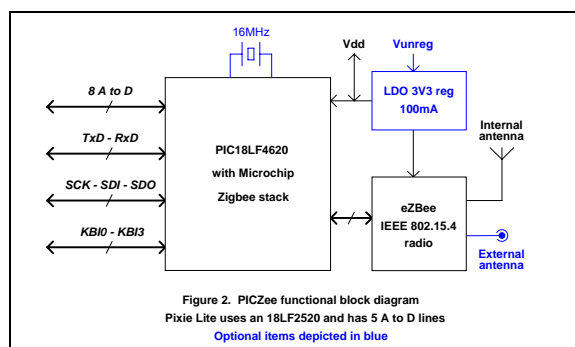 16MHz
Vdd
Vunreg
8 A to D
LDO 3V3 reg
100mA
TxD - RxD
Internal
antenna
PIC18LF4620
with Microchip
Zigbee stack
SCK - SDI - SDO
eZBee
IEEE 802.15.4
radio
KBI0 - KBI3
External
antenna
Figure 2. PICZee functional block diagram
Pixie Lite uses an 18LF2520 and has 5 A to D lines
Optional items depicted in blue